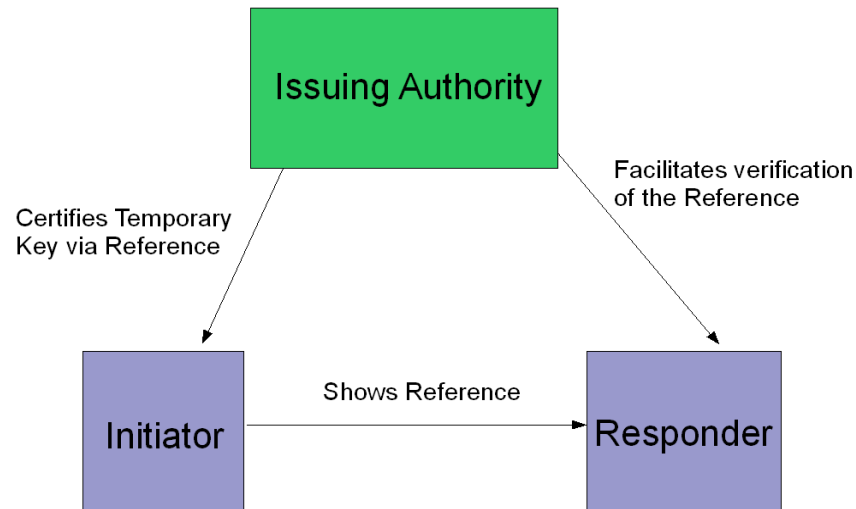 Issuing Authority
Facilitates verification
of the Reference
Certifies Temporary
Key via Reference
Shows Reference
Initiator
Responder